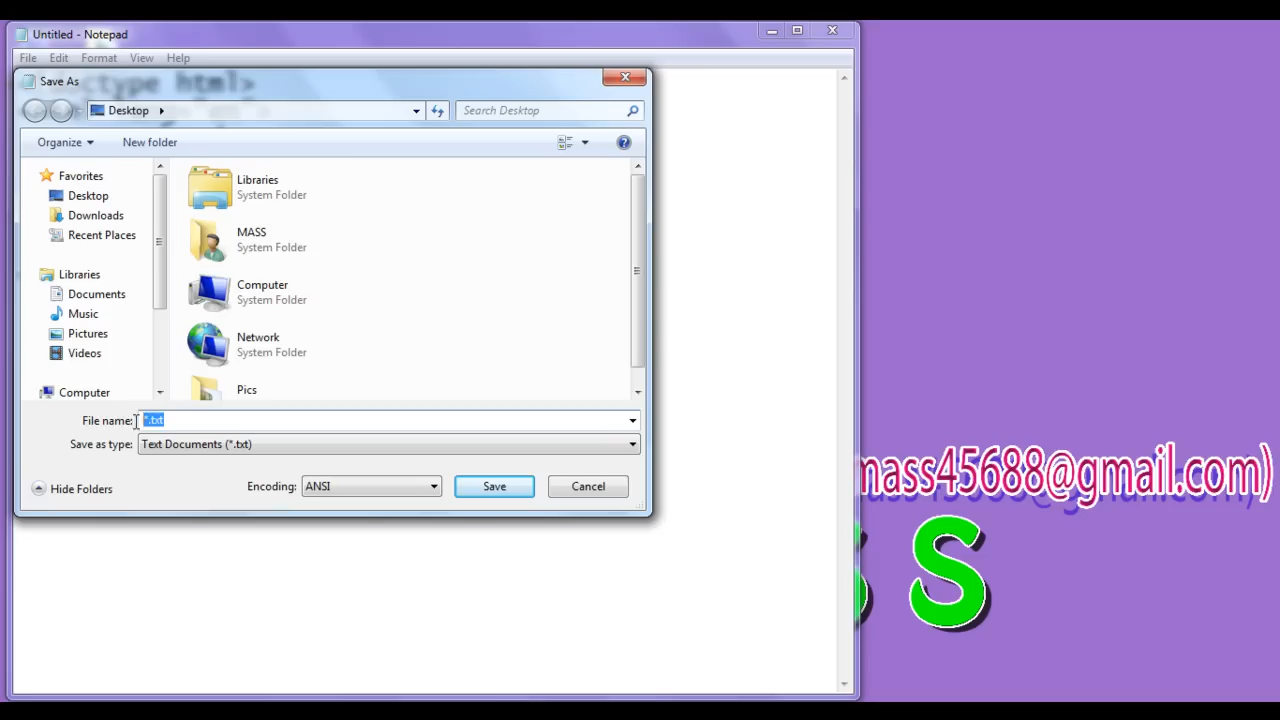 Untitled - Notepad
File Edit Format View Help
ctype html>
Save As
Desktop
Search Desktop
Organize
New folder
Favorites
Desktop
Downloads
Recent Places
Libraries
Documents
Music
Pictures
Videos
Computer
Libraries
System Folder
MASS
System Folder
Computer
System Folder
Network
System Folder
Pics
File name: *.txt
Save as type: Text Documents (*.txt)
Hide Folders
Encoding: ANSI
Save
Cancel
mass45688@gmail.com)
S S